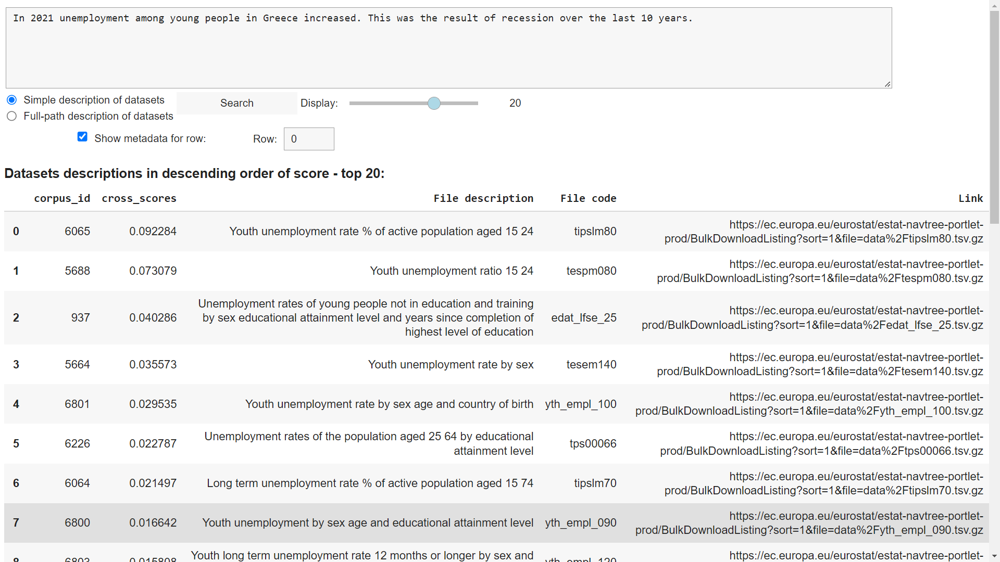 In 2021 unemployment among young people in Greece increased. This was the result of recession over the last 10 years.
Simple description of datasets
Search
Display:
20
Full-path description of datasets
Show metadata for row:
Row:
0
Datasets descriptions in descending order of score - top 20:
corpus_id cross_scores File description File code Link
0 6065 0.092284 Youth unemployment rate % of active population aged 15 24 tipslm80 https://ec.europa.eu/eurostat/estat-navtree-portlet-
prod/BulkDownloadListing?sort=1&file=data%2Ftipslm80.tsv.gz
1 5688 0.073079 Youth unemployment ratio 15 24 tespm080 https://ec.europa.eu/eurostat/estat-navtree-portlet-
prod/BulkDownloadListing?sort=1&file=data%2Ftespm080.tsv.gz
Unemployment rates of young people not in education and training
2 937 0.040286 by sex educational attainment level and years since completion of edat_lfse_25 https://ec.europa.eu/eurostat/estat-navtree-portlet-
highest level of education prod/BulkDownloadListing?sort=1&file=data%2Fedat_lfse_25.tsv.gz
3 5664 0.035573 Youth unemployment rate by sex tesem140 https://ec.europa.eu/eurostat/estat-navtree-portlet-
prod/BulkDownloadListing?sort=1&file=data%2Ftesem140.tsv.gz
4 6801 0.029535 Youth unemployment rate by sex age and country of birth yth_empl_100 https://ec.europa.eu/eurostat/estat-navtree-portlet-
prod/BulkDownloadListing?sort=1&file=data%2Fyth_empl_100.tsv.gz
5 6226 0.022787 Unemployment rates of the population aged 25 64 by educational tps00066 https://ec.europa.eu/eurostat/estat-navtree-portlet-
attainment level prod/BulkDownloadListing?sort=1&file=data%2Ftps00066.tsv.gz
6 6064 0.021497 Long term unemployment rate % of active population aged 15 74 tipslm70 https://ec.europa.eu/eurostat/estat-navtree-portlet-
prod/BulkDownloadListing?sort=1&file=data%2Ftipslm70.tsv.gz
7 6800 0.016642 Youth unemployment by sex age and educational attainment level yth_empl_090 https://ec.europa.eu/eurostat/estat-navtree-portlet-
prod/BulkDownloadListing?sort=1&file=data%2Fyth_empl_090.tsv.gz
8 6803 0.015808 Youth long term unemployment rate 12 months or longer by sex and yth_empl_120 https://ec.europa.eu/eurostat/estat-navtree-portlet-